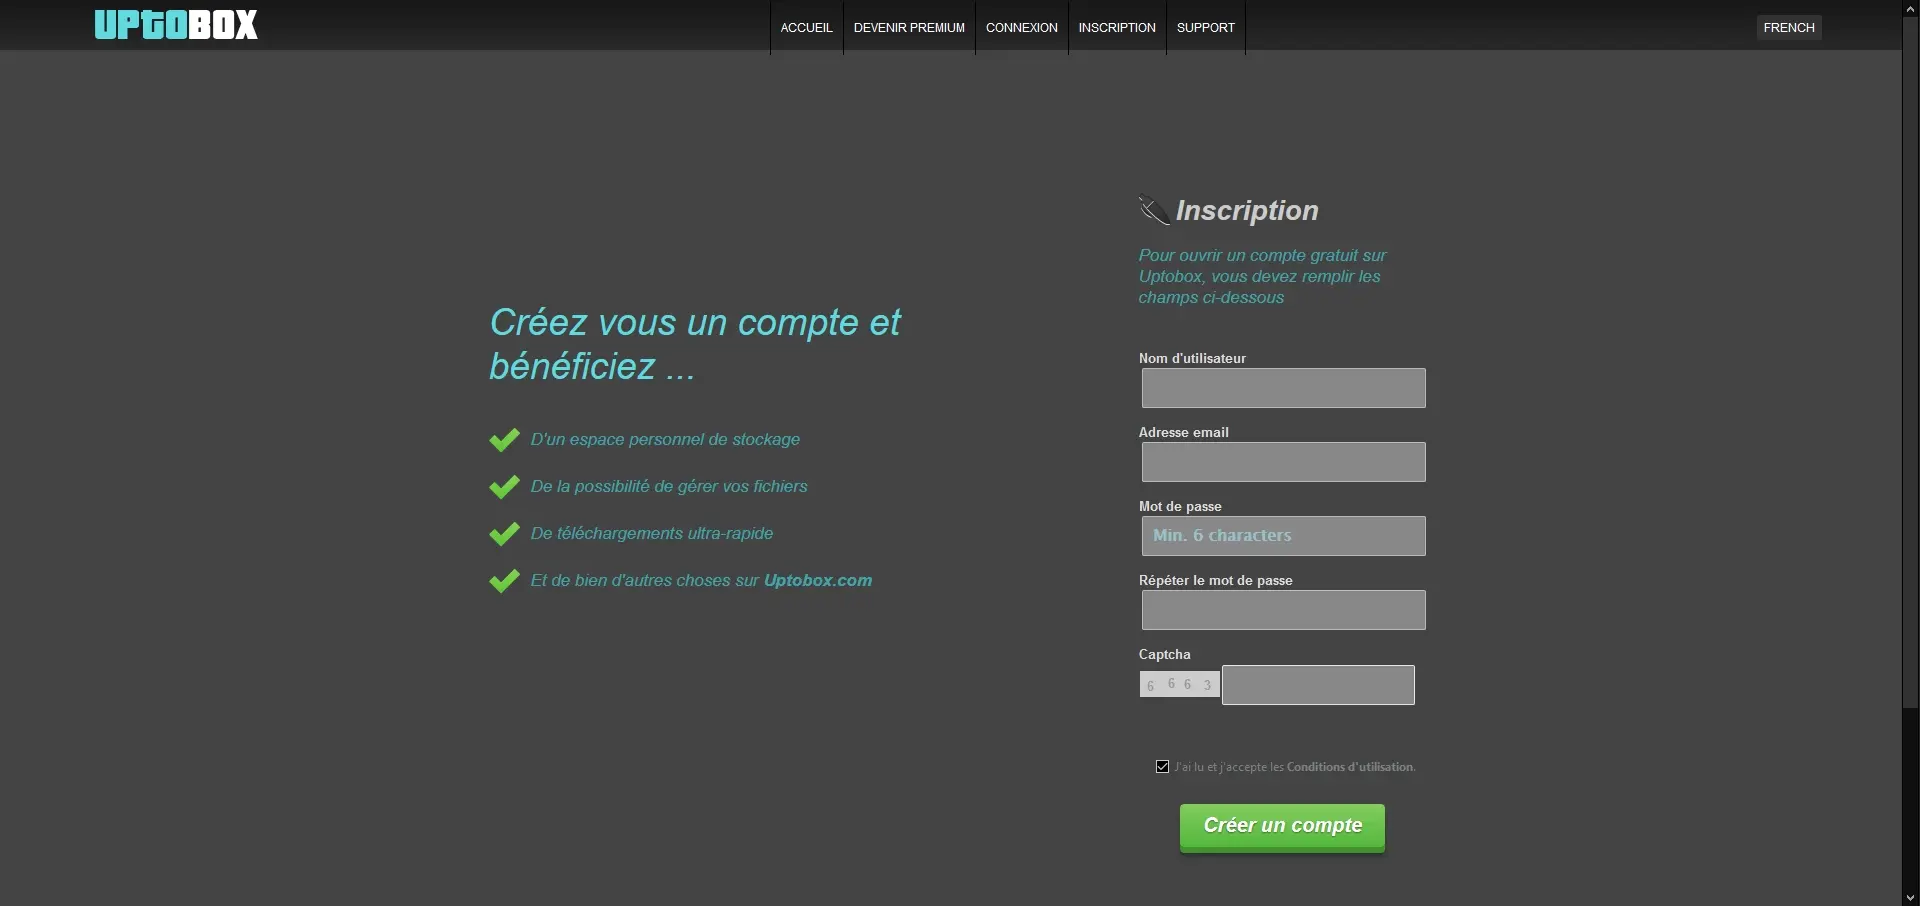 UPtoBOX
ACCUEIL
DEVENIR PREMIUM
CONNEXION
INSCRIPTION
SUPPORT
FRENCH
Créez vous un compte et
bénéficiez ...
D'un espace personnel de stockage
De la possibilité de gérer vos fichiers
De téléchargements ultra-rapide
Et de bien d'autres choses sur Uptobox.com
Inscription
Pour ouvrir un compte gratuit sur
Uptobox, vous devez remplir les
champs ci-dessous
Nom d'utilisateur
Adresse email
Mot de passe
Min. 6 characters
Répéter le mot de passe
Captcha
6 6 6 3
J'ai lu et j'accepte les Conditions d'utilisation.
Créer un compte